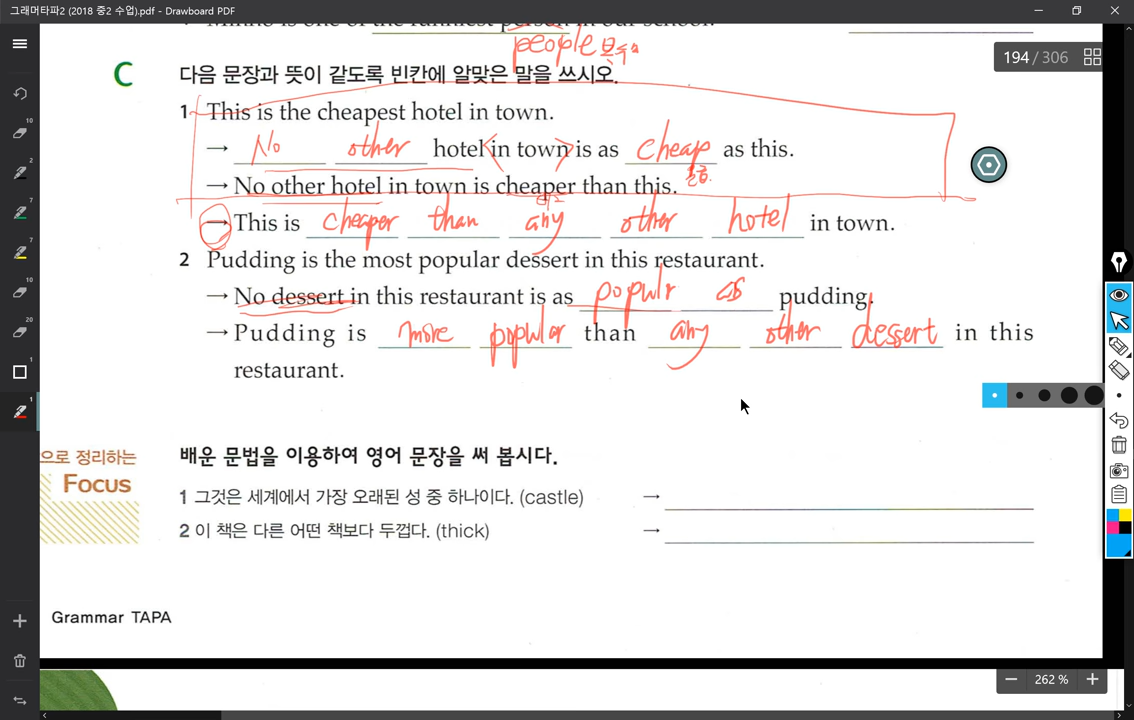 그래머타파2 (2018 중2 수업).pdf - Drawboard PDF
people 복수
194 / 306
C 다음 문장과 뜻이 같도록 빈칸에 알맞은 말을 쓰시오.
1 This is the cheapest hotel in town.
→ No other hotel <in town> is as cheap as this.
→ No other hotel in town is cheaper than this.
→ This is cheaper than any other hotel in town.
2 Pudding is the most popular dessert in this restaurant.
→ No dessert in this restaurant is as populr as pudding.
→ Pudding is more populor than any other dessert in this
restaurant.
으로 정리하는
Focus
배운 문법을 이용하여 영어 문장을 써 봅시다.
1 그것은 세계에서 가장 오래된 성 중 하나이다. (castle) →
2 이 책은 다른 어떤 책보다 두껍다. (thick) →
Grammar TAPA
262 %